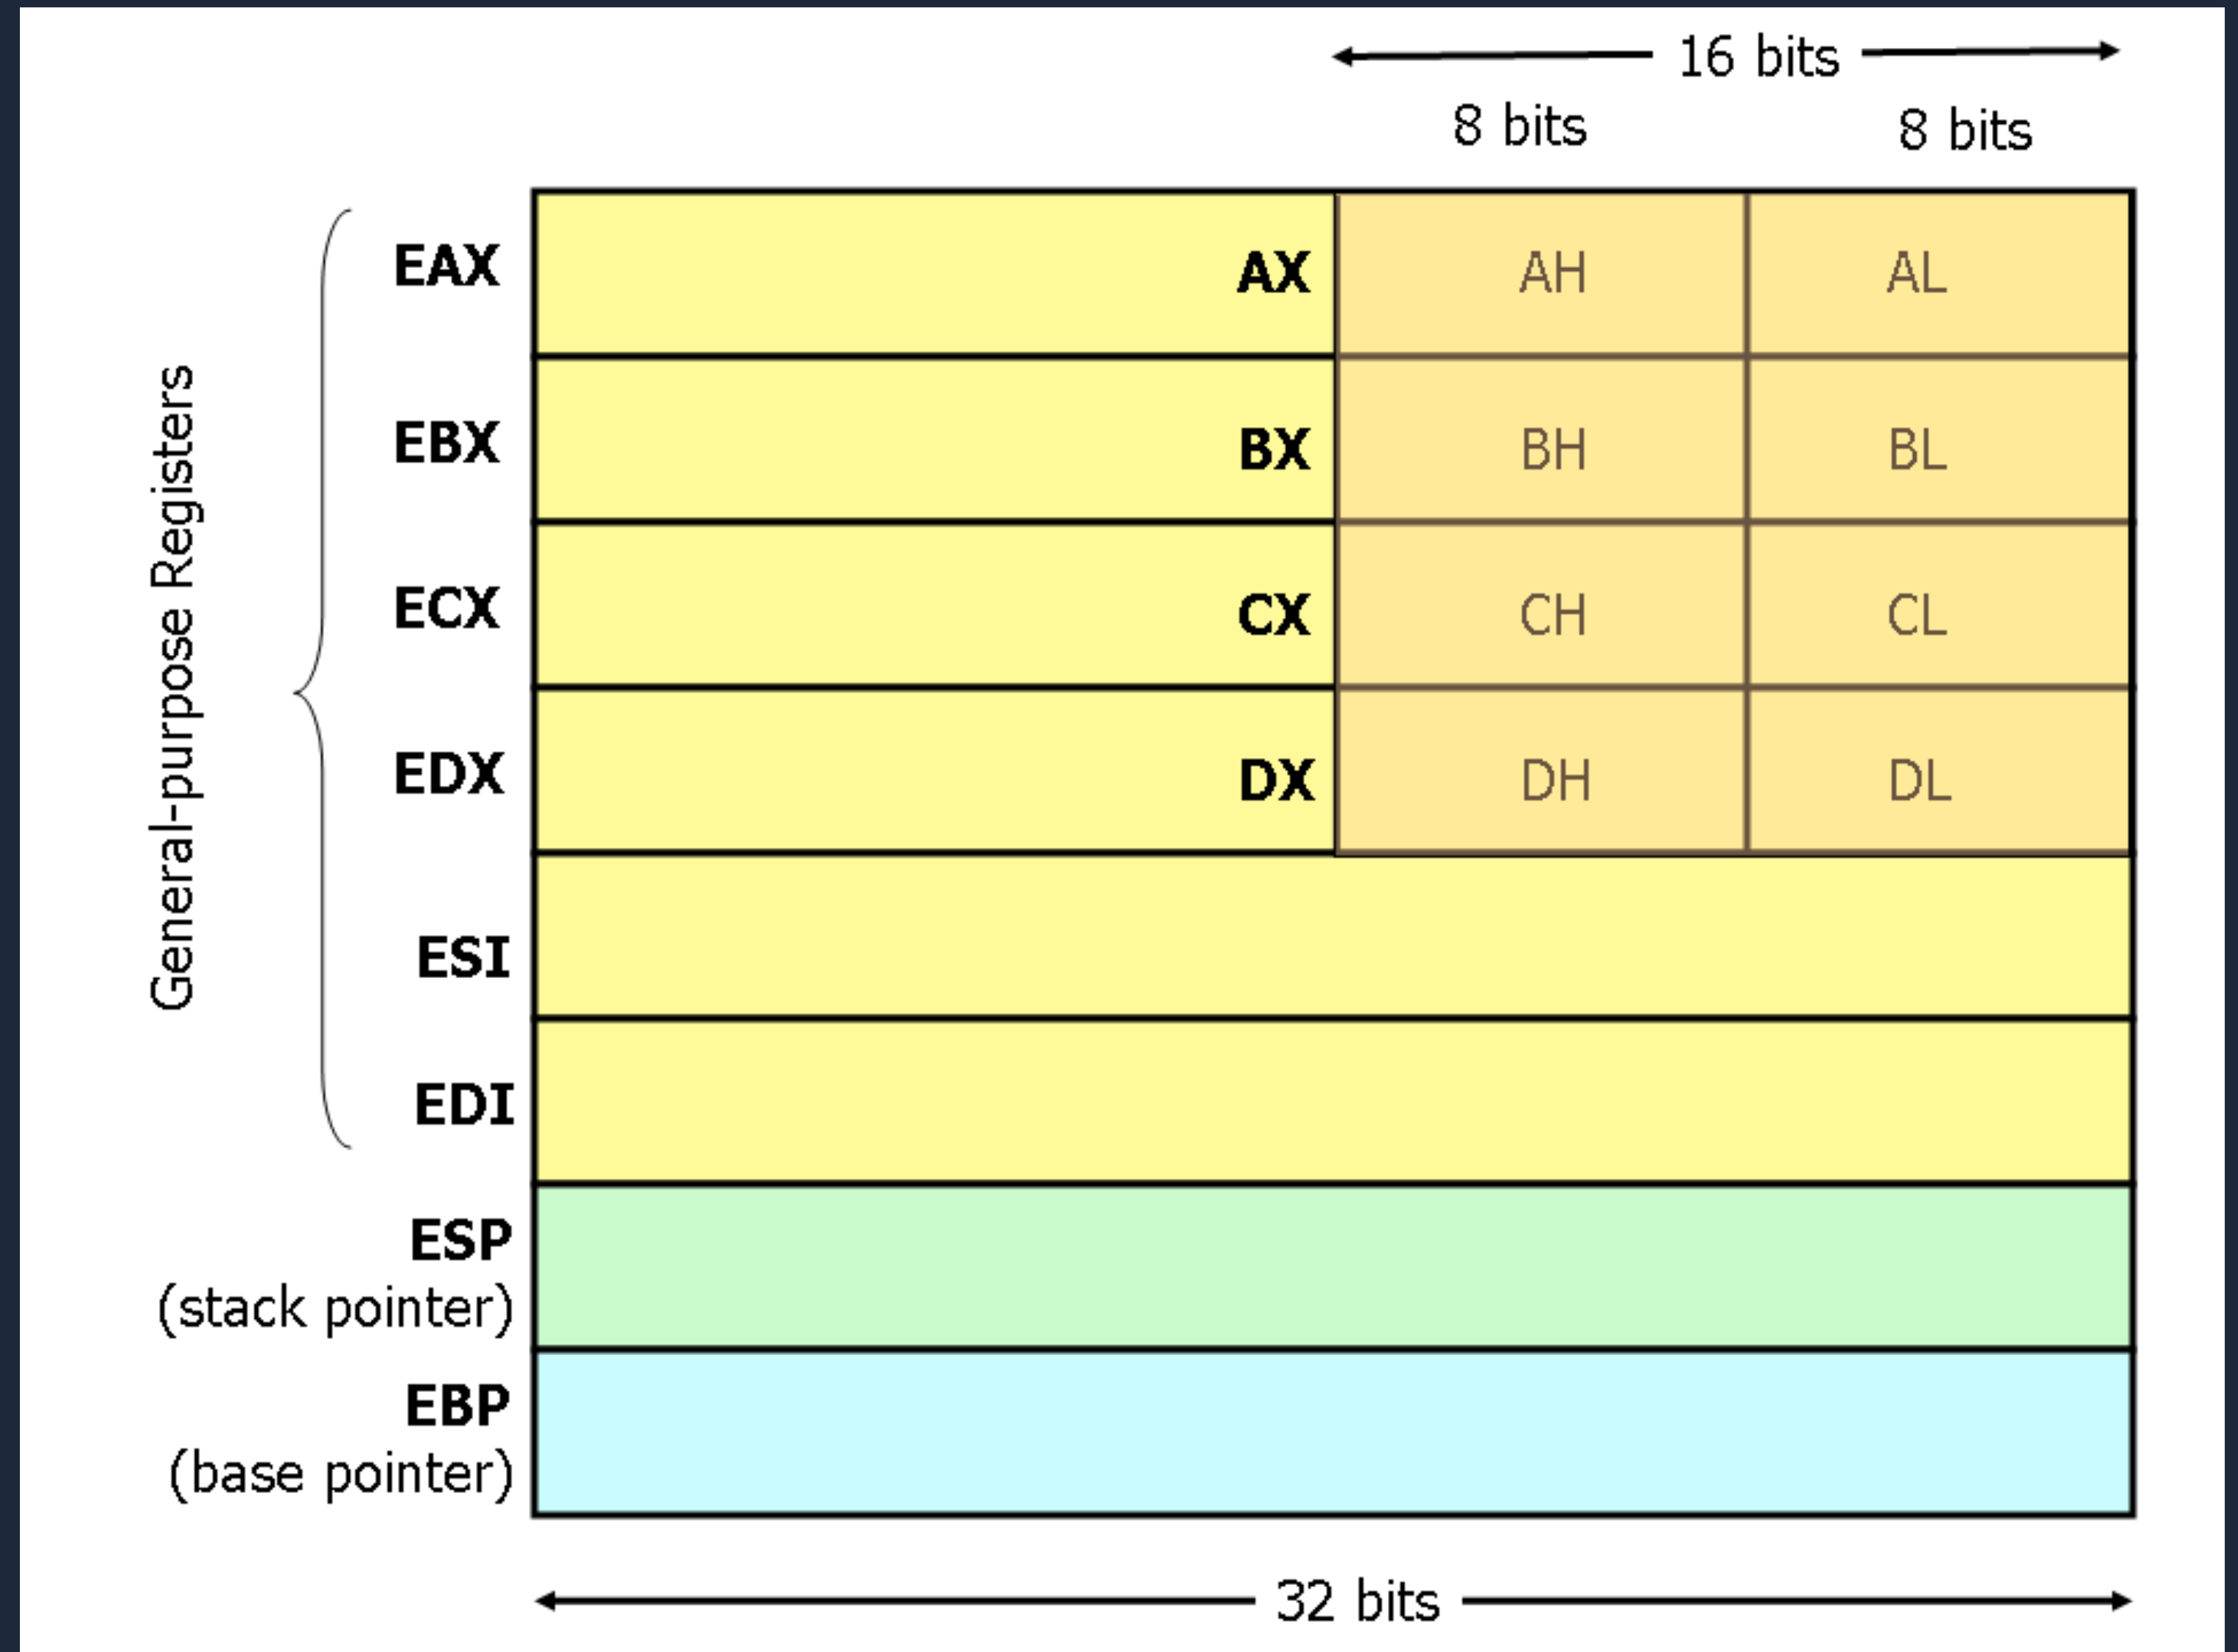 16 bits
8 bits 8 bits
General-purpose Registers
EAX AX AH AL
EBX BX BH BL
ECX CX CH CL
EDX DX DH DL
ESI
EDI
ESP
(stack pointer)
EBP
(base pointer)
32 bits